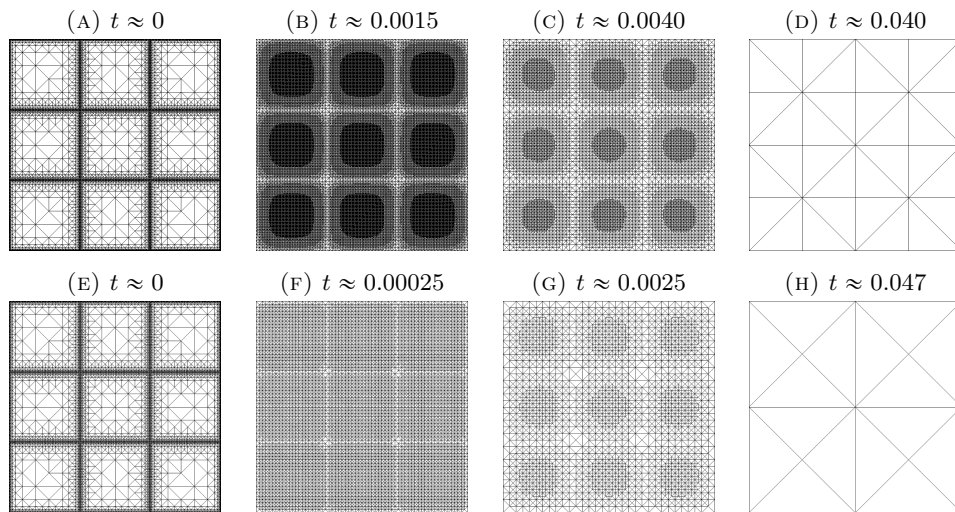 (A) t ≈ 0 (B) t ≈ 0.0015 (C) t ≈ 0.0040 (D) t ≈ 0.040
(E) t ≈ 0 (F) t ≈ 0.00025 (G) t ≈ 0.0025 (H) t ≈ 0.047